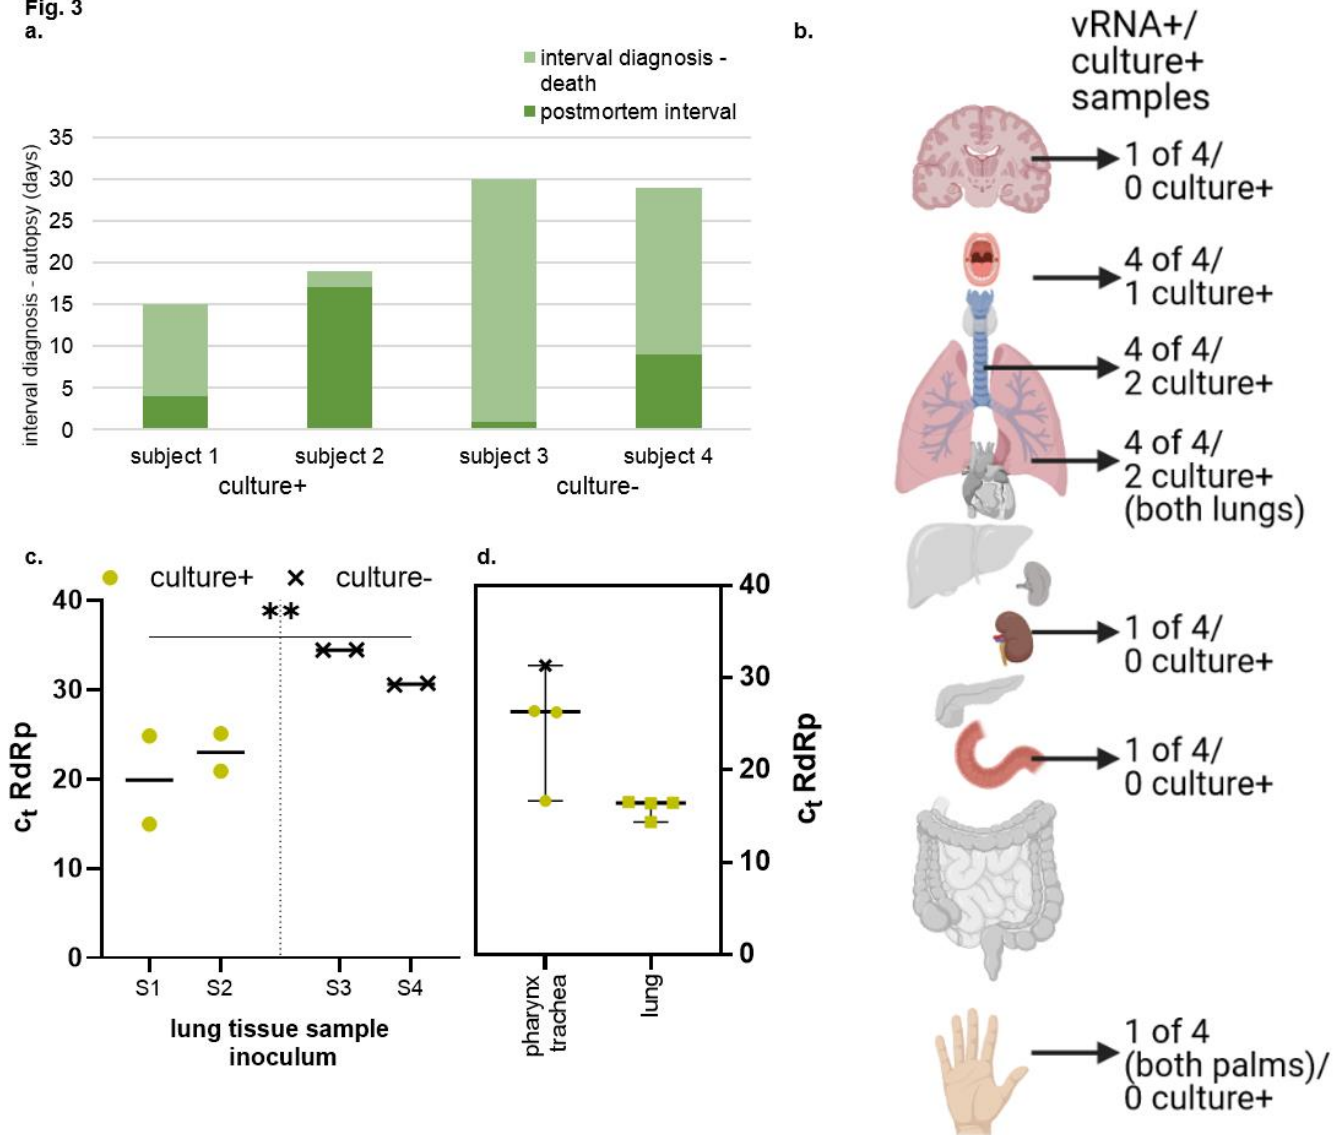 Fig. 3
a.
interval diagnosis -
death
postmortem interval
interval diagnosis - autopsy (days)
35
30
25
20
15
10
5
0
subject 1
subject 2
subject 3
subject 4
culture+
culture-
b.
vRNA+/
culture+
samples
1 of 4/
0 culture+
4 of 4/
1 culture+
4 of 4/
2 culture+
4 of 4/
2 culture+
(both lungs)
1 of 4/
0 culture+
1 of 4/
0 culture+
1 of 4
(both palms)/
0 culture+
c.
culture+
culture-
**
40
30
20
10
0
ct RdRp
S1
S2
S3
S4
lung tissue sample
inoculum
d.
40
30
20
10
0
ct RdRp
pharynx
trachea
lung